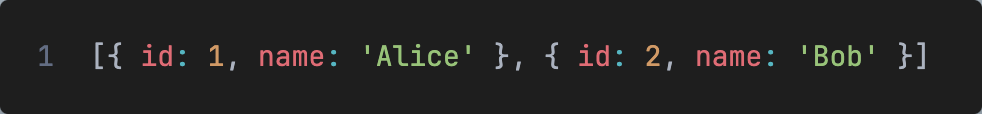 1 [{ id: 1, name: 'Alice' }, { id: 2, name: 'Bob' }]